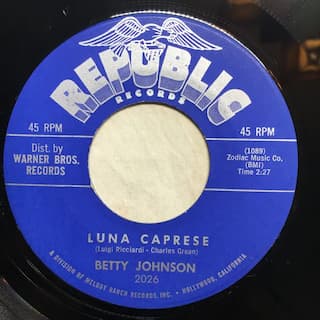 REPUBLIC
RECORDS
45 RPM
45 RPM
Dist. by
WARNER BROS.
RECORDS
(1089)
Zodiac Music Co.
(BMI)
Time 2:27
LUNA CAPRESE
(Luigi Ricciardi - Charles Grean)
BETTY JOHNSON
2026
A DIVISION OF MELODY RANCH RECORDS, INC. • HOLLYWOOD, CALIFORNIA